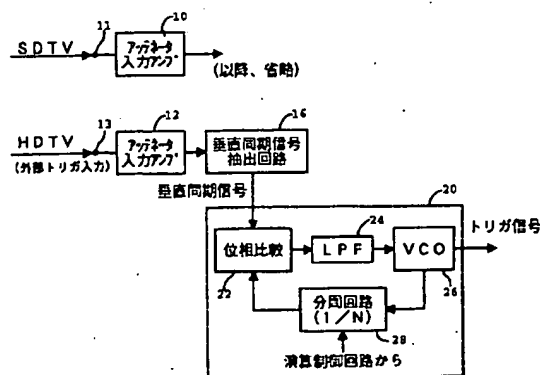 SDTV
11
10
アッテネータ
入力アンプ
(以降、省略)
HDTV
(外部トリガ入力)
13
12
アッテネータ
入力アンプ
16
垂直同期信号
抽出回路
垂直同期信号
20
位相比較
22
24
LPF
VCO
26
トリガ信号
分周回路
(1/N)
28
演算制御回路から